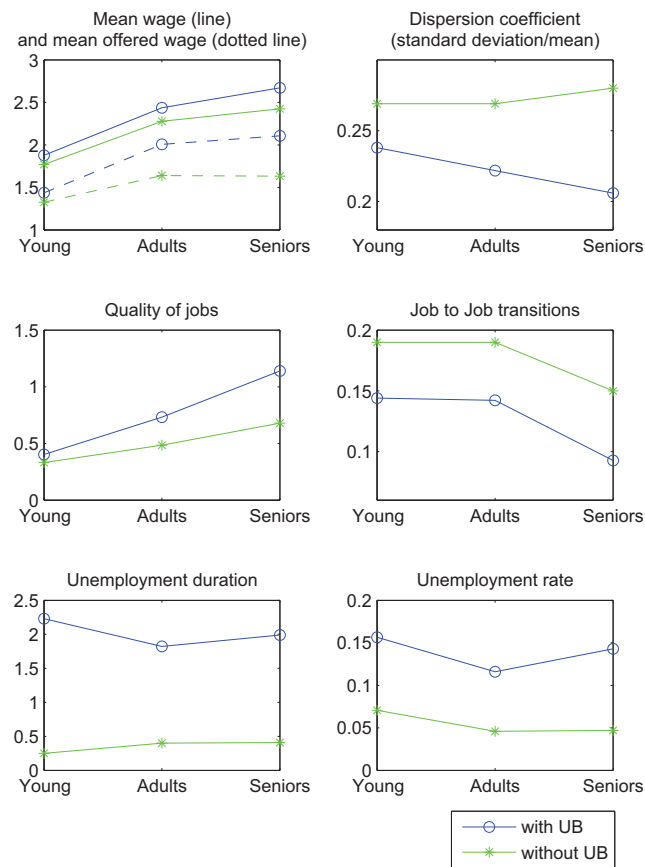 Mean wage (line)
and mean offered wage (dotted line)
3
2.5
2
1.5
1
Young
Adults
Seniors
Dispersion coefficient
(standard deviation/mean)
0.25
0.2
Young
Adults
Seniors
Quality of jobs
1.5
1
0.5
0
Young
Adults
Seniors
Job to Job transitions
0.2
0.15
0.1
Young
Adults
Seniors
Unemployment duration
2.5
2
1.5
1
0.5
0
Young
Adults
Seniors
Unemployment rate
0.2
0.15
0.1
0.05
0
Young
Adults
Seniors
with UB
without UB